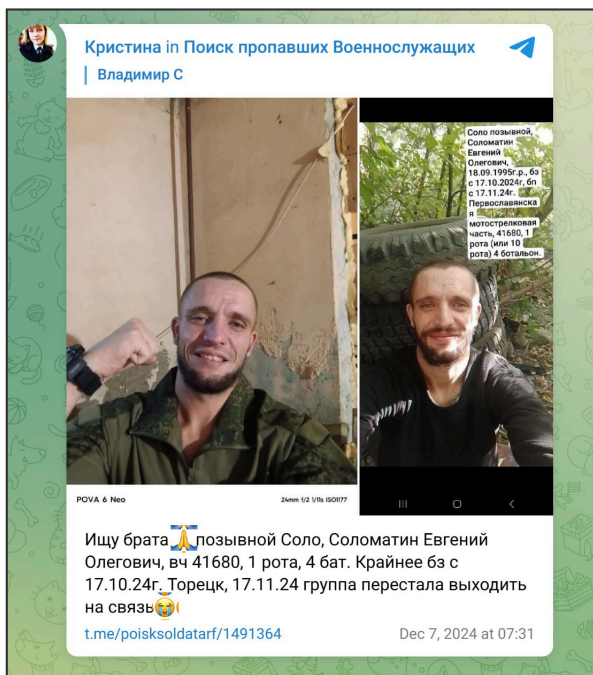 Кристина in Поиск пропавших Военнослужащих
Владимир С
Соло позывной,
Соломатин
Евгений
Олегович,
18.09.1995г.р., бз
с 17.10.2024г, бп
с 17.11.24г.
Первославянска
я
мотострелковая
часть, 41680, 1
рота (или 10
рота) 4 ботальон.
POVA 6 Neo
24mm f/2 1/11s ISO1177
Ищу брата 🙏позывной Соло, Соломатин Евгений
Олегович, вч 41680, 1 рота, 4 бат. Крайнее бз с
17.10.24г. Торецк, 17.11.24 группа перестала выходить
на связь😭(
t.me/poisksoldatarf/1491364
Dec 7, 2024 at 07:31